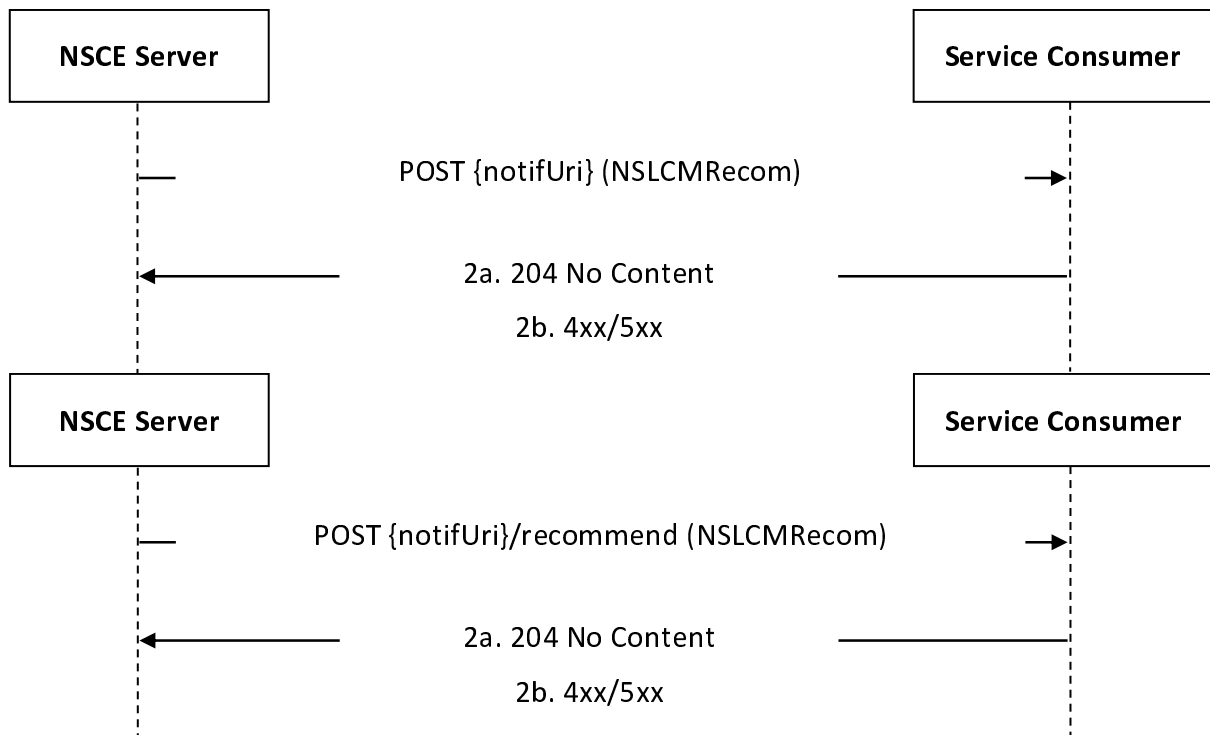 NSCE Server
Service Consumer
POST {notifUri} (NSLCMRecom)
2a. 204 No Content
2b. 4xx/5xx
NSCE Server
Service Consumer
POST {notifUri}/recommend (NSLCMRecom)
2a. 204 No Content
2b. 4xx/5xx